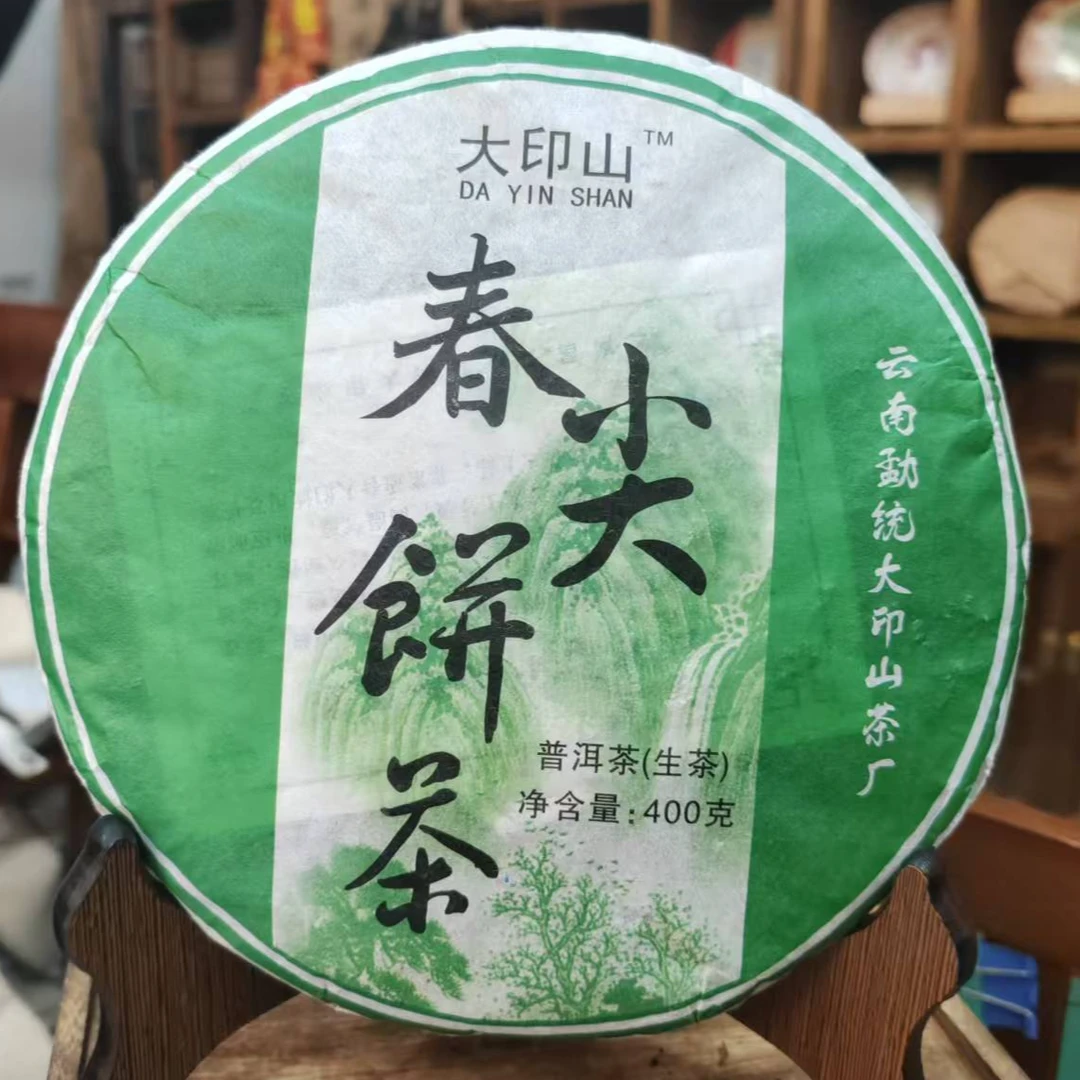 大印山™
DA YIN SHAN
春尖餅茶
普洱茶(生茶)
净含量:400克
云南勐统大印山茶厂